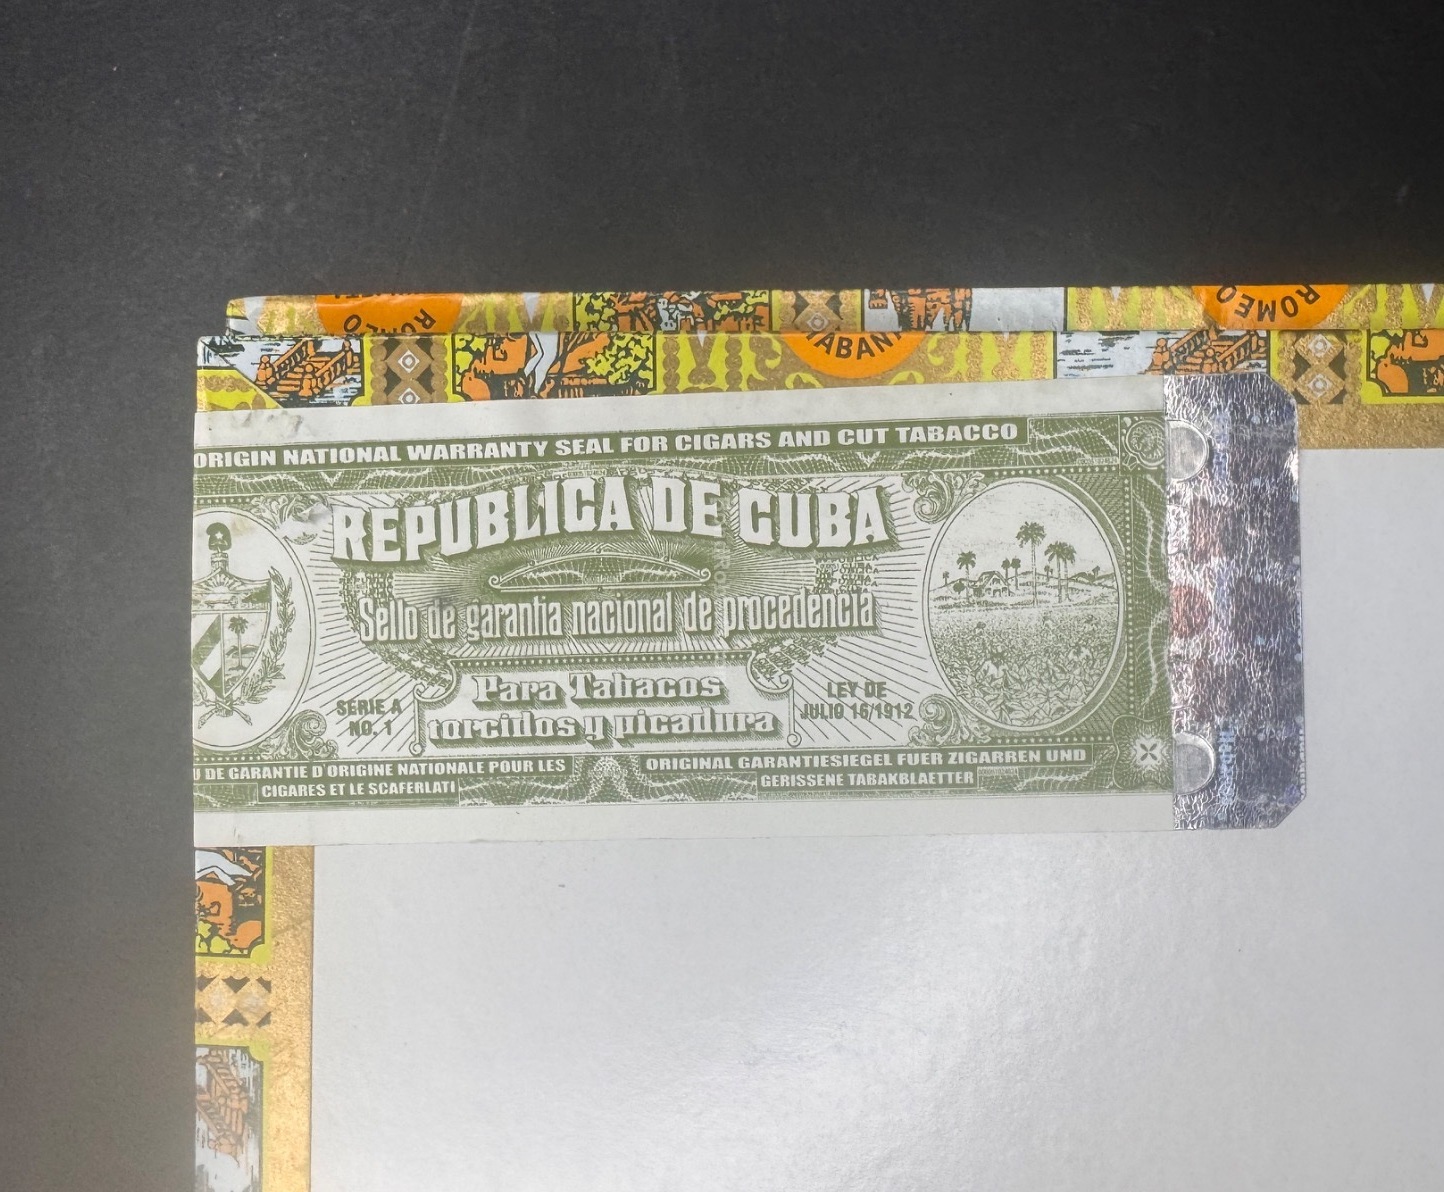 ROMEO
ROMEO
HABAN
ORIGIN NATIONAL WARRANTY SEAL FOR CIGARS AND CUT TABACCO
REPUBLICA DE CUBA
Sello de garantia nacional de procedencia
Para Tabacos
torcidos y picadura
SERIE A
NO. 1
LEY DE
JULIO 16/1912
DE GARANTIE D'ORIGINE NATIONALE POUR LES
CIGARES ET LE SCAFERLATI
ORIGINAL GARANTIESIEGEL FUER ZIGARREN UND
GERISSENE TABAKBLAETTER